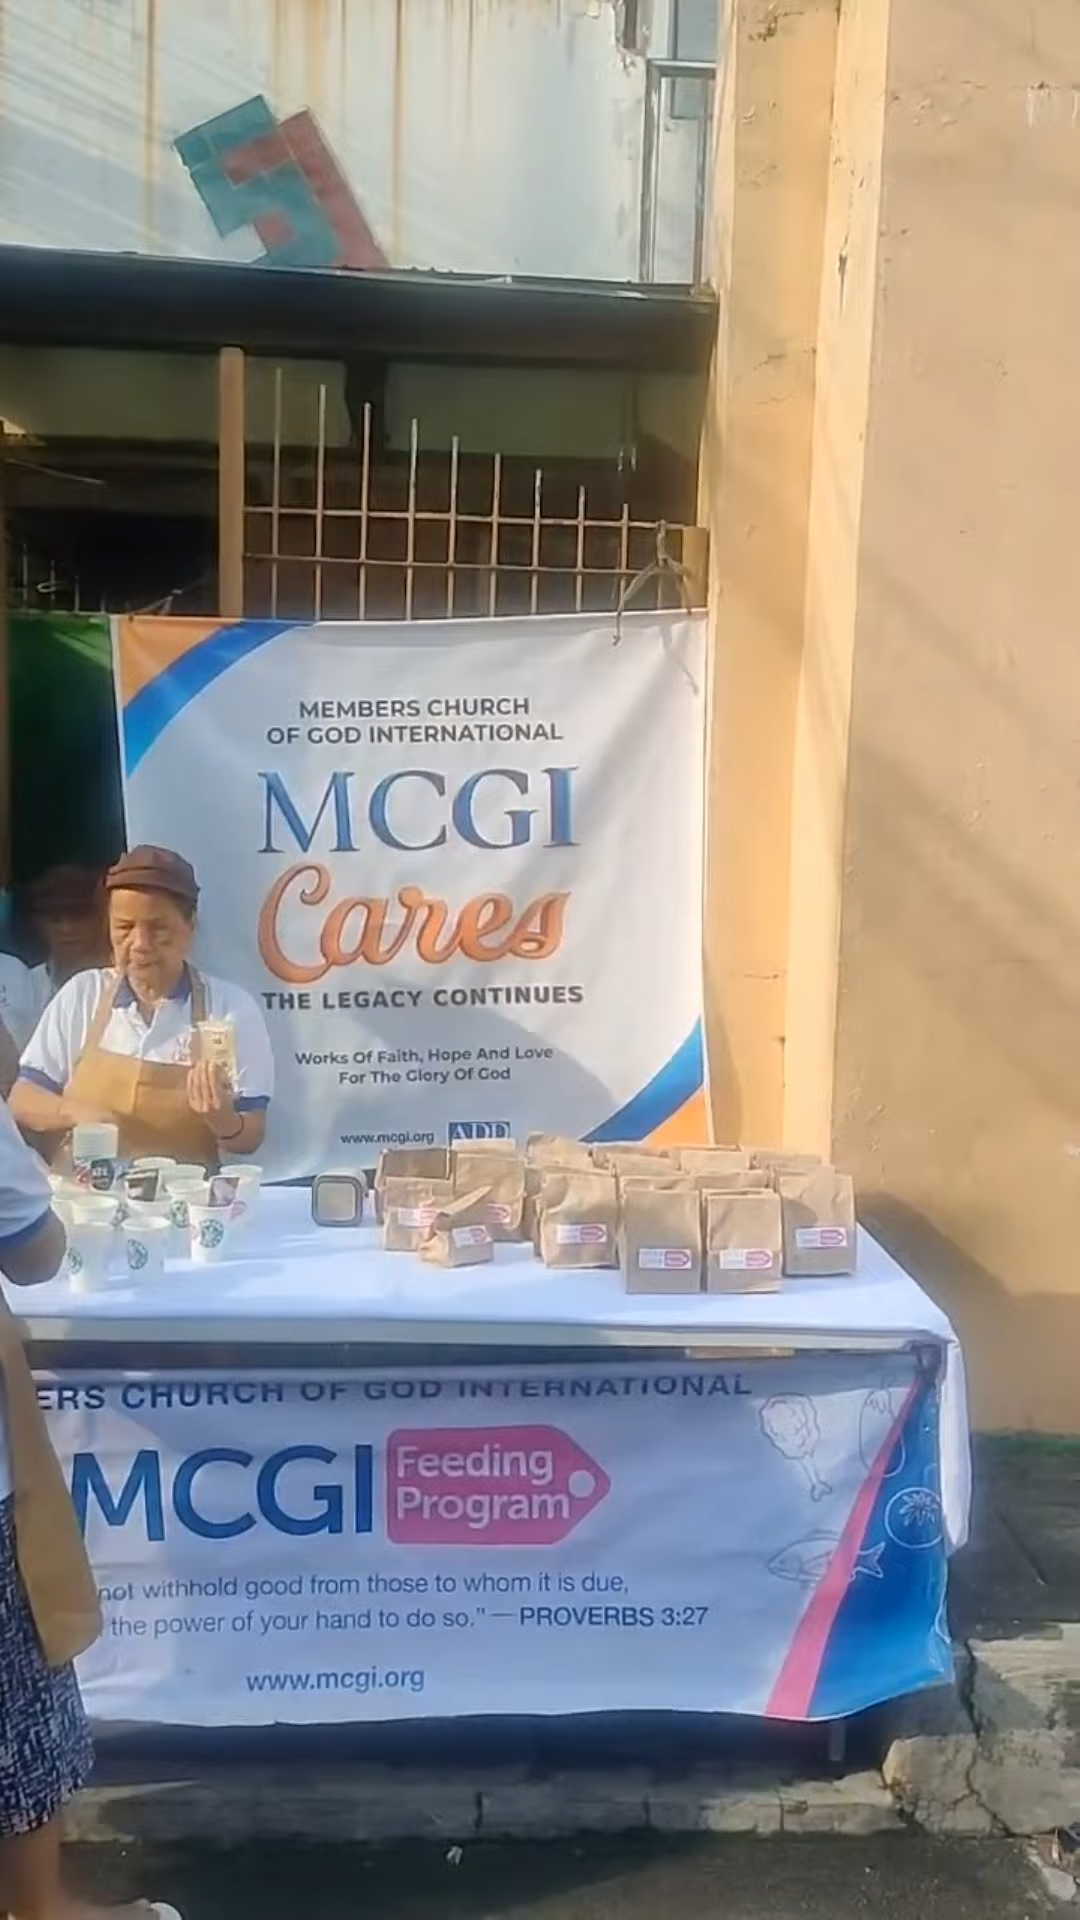 MEMBERS CHURCH
OF GOD INTERNATIONAL
MCGI
Cares
THE LEGACY CONTINUES
Works Of Faith, Hope And Love
For The Glory Of God
www.mcgi.org
ADD
ERS CHURCH OF GOD INTERNATIONAL
MCGI
Feeding
Program
not withhold good from those to whom it is due,
the power of your hand to do so." — PROVERBS 3:27
www.mcgi.org